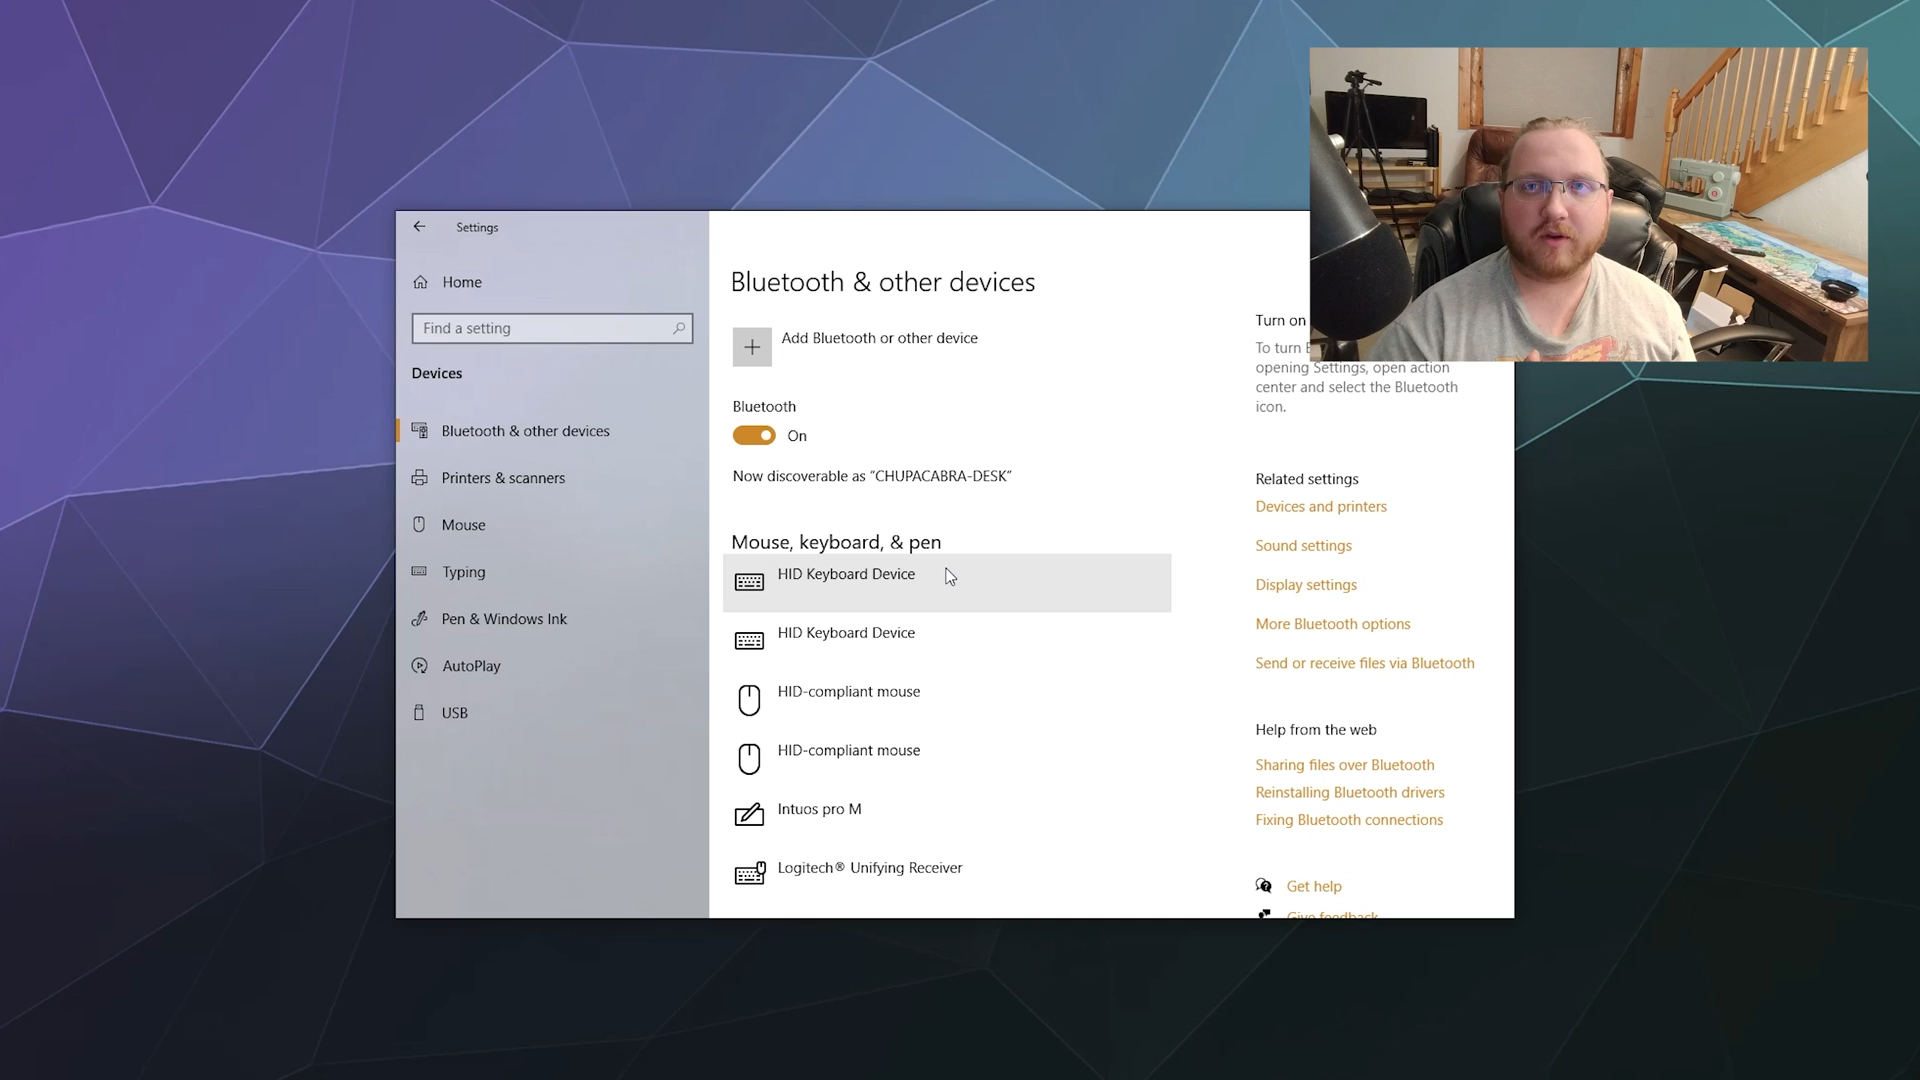 Settings
Home
Find a setting
Devices
Bluetooth & other devices
Printers & scanners
Mouse
Typing
Pen & Windows Ink
AutoPlay
USB
Bluetooth & other devices
Add Bluetooth or other device
Bluetooth
On
Now discoverable as “CHUPACABRA-DESK”
Mouse, keyboard, & pen
HID Keyboard Device
HID Keyboard Device
HID-compliant mouse
HID-compliant mouse
Intuos pro M
Logitech® Unifying Receiver
Turn on
To turn
opening Settings, open action
center and select the Bluetooth
icon.
Related settings
Devices and printers
Sound settings
Display settings
More Bluetooth options
Send or receive files via Bluetooth
Help from the web
Sharing files over Bluetooth
Reinstalling Bluetooth drivers
Fixing Bluetooth connections
Get help
Give feedback